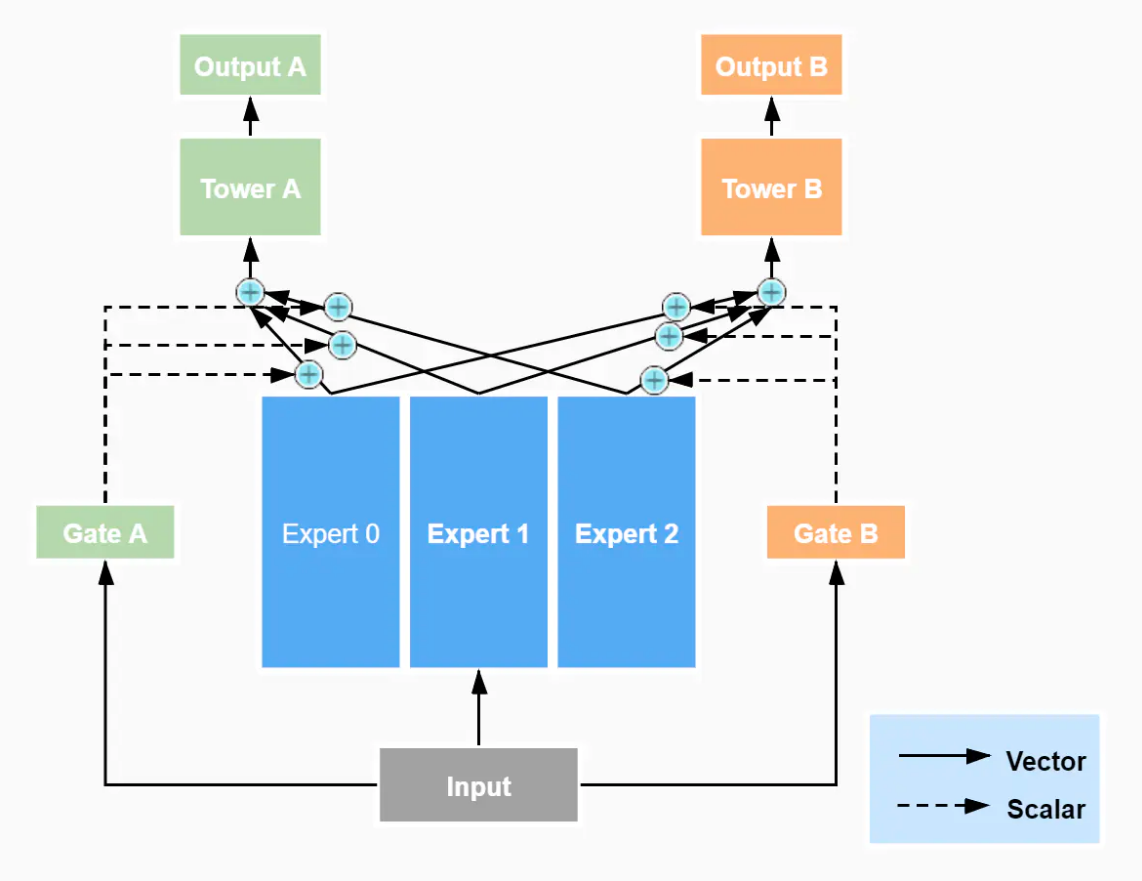 Output A
Output B
Tower A
Tower B
Gate A
Expert 0
Expert 1
Expert 2
Gate B
Input
Vector
Scalar